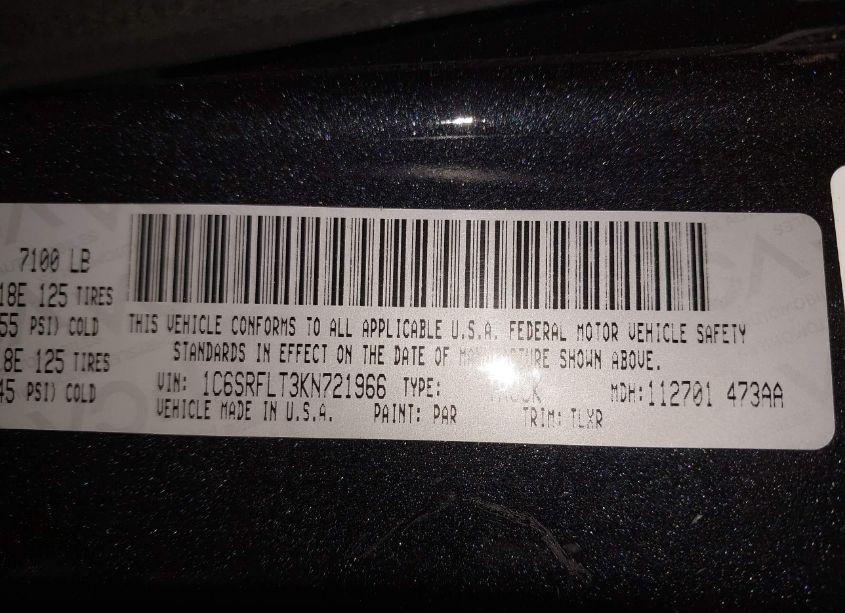 7100 LB
18E 125 TIRES
55 PSI) COLD
8E 125 TIRES
45 PSI) COLD
THIS VEHICLE CONFORMS TO ALL APPLICABLE U.S.A. FEDERAL MOTOR VEHICLE SAFETY
STANDARDS IN EFFECT ON THE DATE OF MANUFACTURE SHOWN ABOVE.
VIN: 1C6SRFLT3KN721966 TYPE: TRUCK MDH: 112701 473AA
VEHICLE MADE IN U.S.A. PAINT: PAR TRIM: TLXR